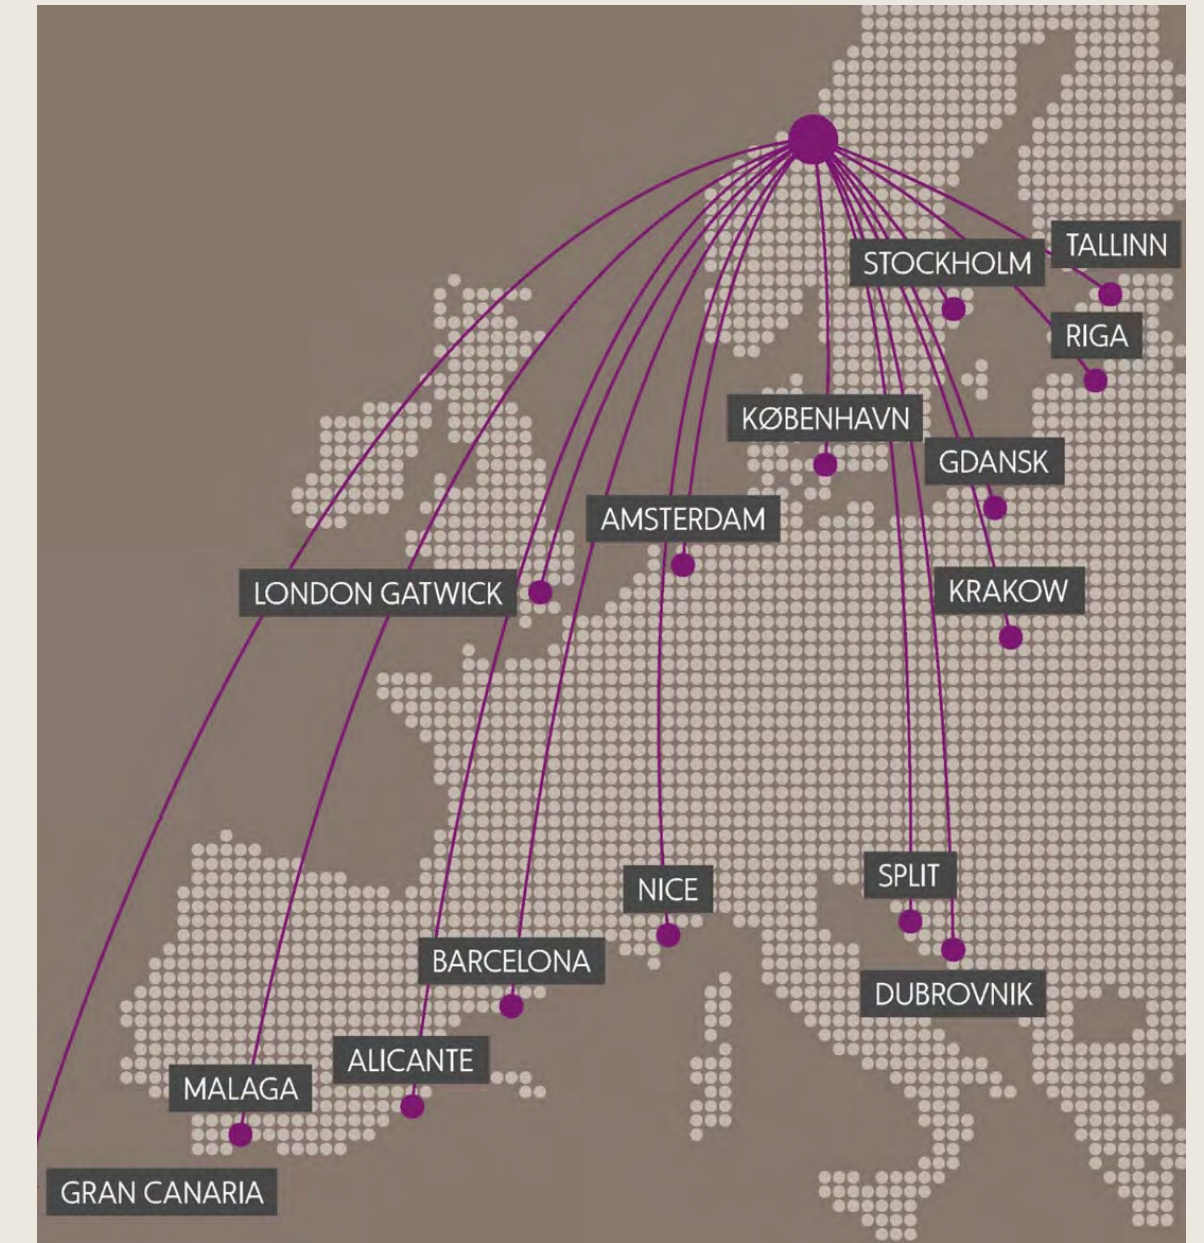 STOCKHOLM
TALLINN
RIGA
KØBENHAVN
GDANSK
AMSTERDAM
LONDON GATWICK
KRAKOW
NICE
SPLIT
BARCELONA
DUBROVNIK
ALICANTE
MALAGA
GRAN CANARIA